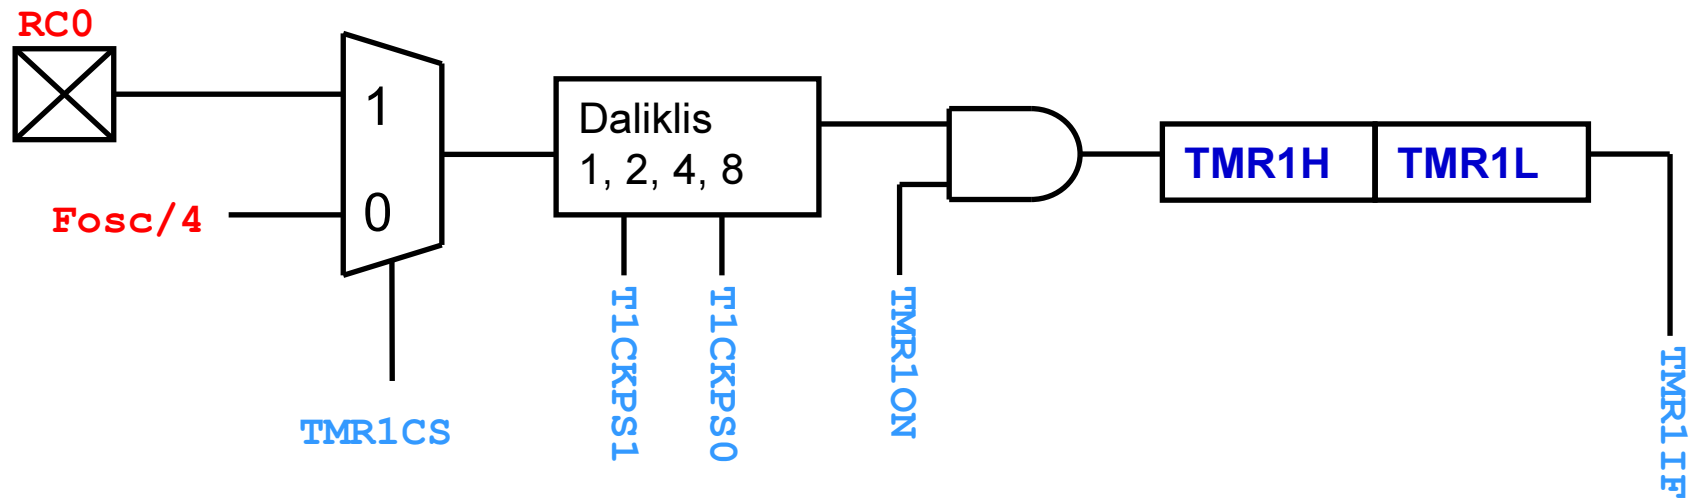 RC0
1
Daliklis
1, 2, 4, 8
TMR1H TMR1L
Fosc/4
0
TMR1CS
T1CKPS1
T1CKPS0
TMR1ON
TMR1IF